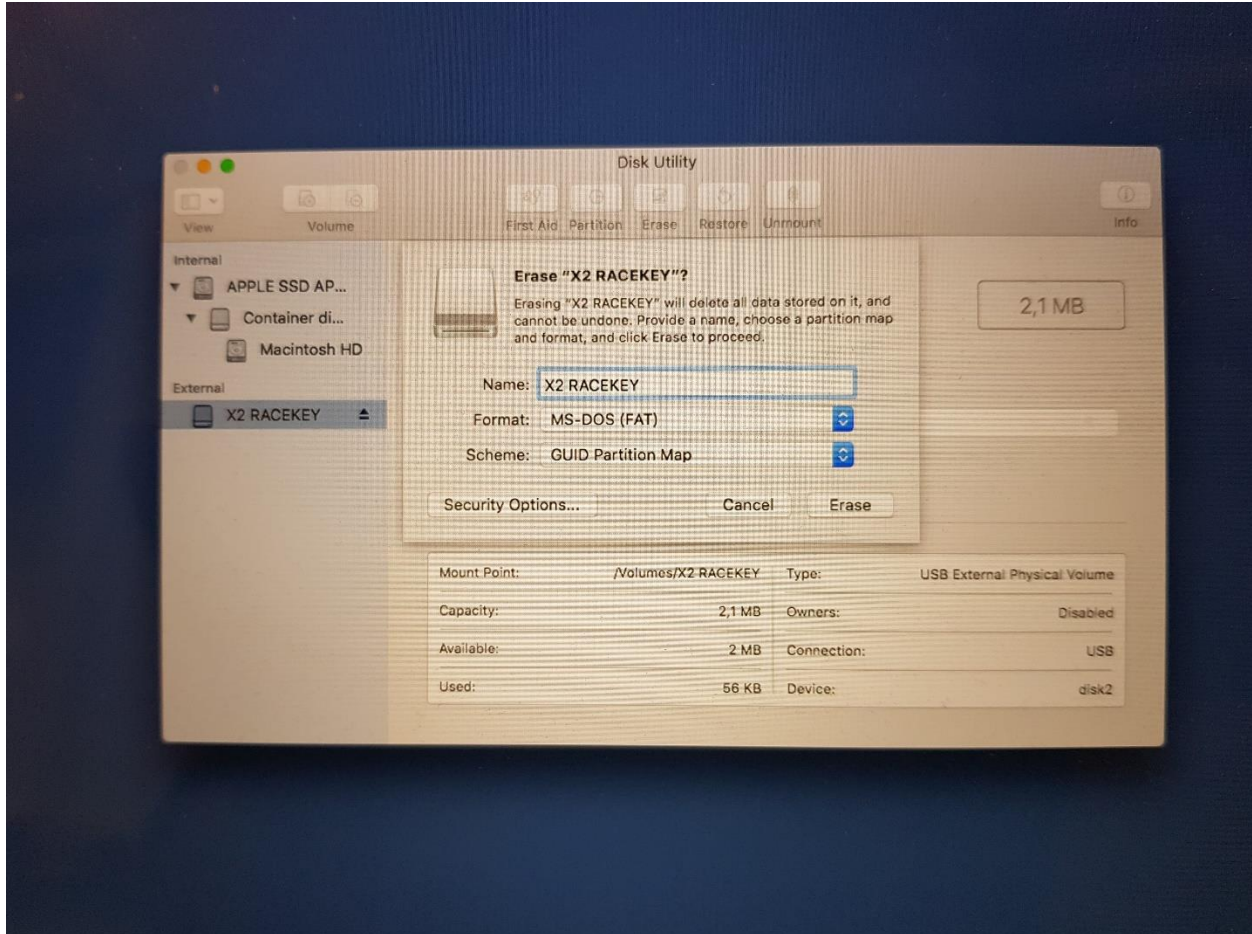 Disk Utility
View
Volume
First Aid
Partition
Erase
Restore
Unmount
Info
Internal
APPLE SSD AP...
Container di...
Macintosh HD
External
X2 RACEKEY
Erase "X2 RACEKEY"?
Erasing "X2 RACEKEY" will delete all data stored on it, and
cannot be undone. Provide a name, choose a partition map
and format, and click Erase to proceed.
2,1 MB
Name: X2 RACEKEY
Format: MS-DOS (FAT)
Scheme: GUID Partition Map
Security Options...
Cancel
Erase
Mount Point: /Volumes/X2 RACEKEY
Type: USB External Physical Volume
Capacity: 2,1 MB
Owners: Disabled
Available: 2 MB
Connection: USB
Used: 56 KB
Device: disk2